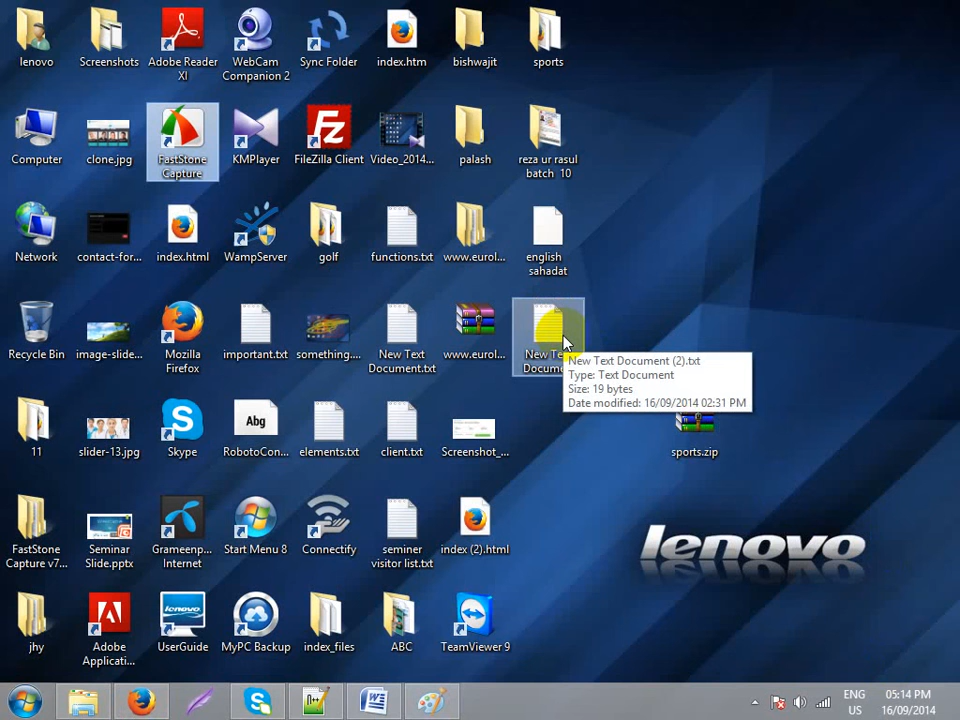 lenovo
Screenshots
Adobe Reader
XI
WebCam
Companion 2
Sync Folder
index.htm
bishwajit
sports
Computer
clone.jpg
FastStone
Capture
KMPlayer
FileZilla Client
Video_2014...
palash
reza ur rasul
batch 10
Network
contact-for...
index.html
WampServer
golf
functions.txt
www.eurol...
english
sahadat
Recycle Bin
image-slide...
Mozilla
Firefox
important.txt
something....
New Text
Document.txt
www.eurol...
New Text Document (2).txt
Type: Text Document
Size: 19 bytes
Date modified: 16/09/2014 02:31 PM
11
slider-13.jpg
Skype
Abg
RobotoCon...
elements.txt
client.txt
Screenshot_...
sports.zip
FastStone
Capture v7...
Seminar
Slide.pptx
Grameenp...
Internet
Start Menu 8
Connectify
seminer
visitor list.txt
index (2).html
lenovo
jhy
Adobe
Applicati...
lenovo
UserGuide
MyPC Backup
index_files
ABC
TeamViewer 9
ENG
US
05:14 PM
16/09/2014